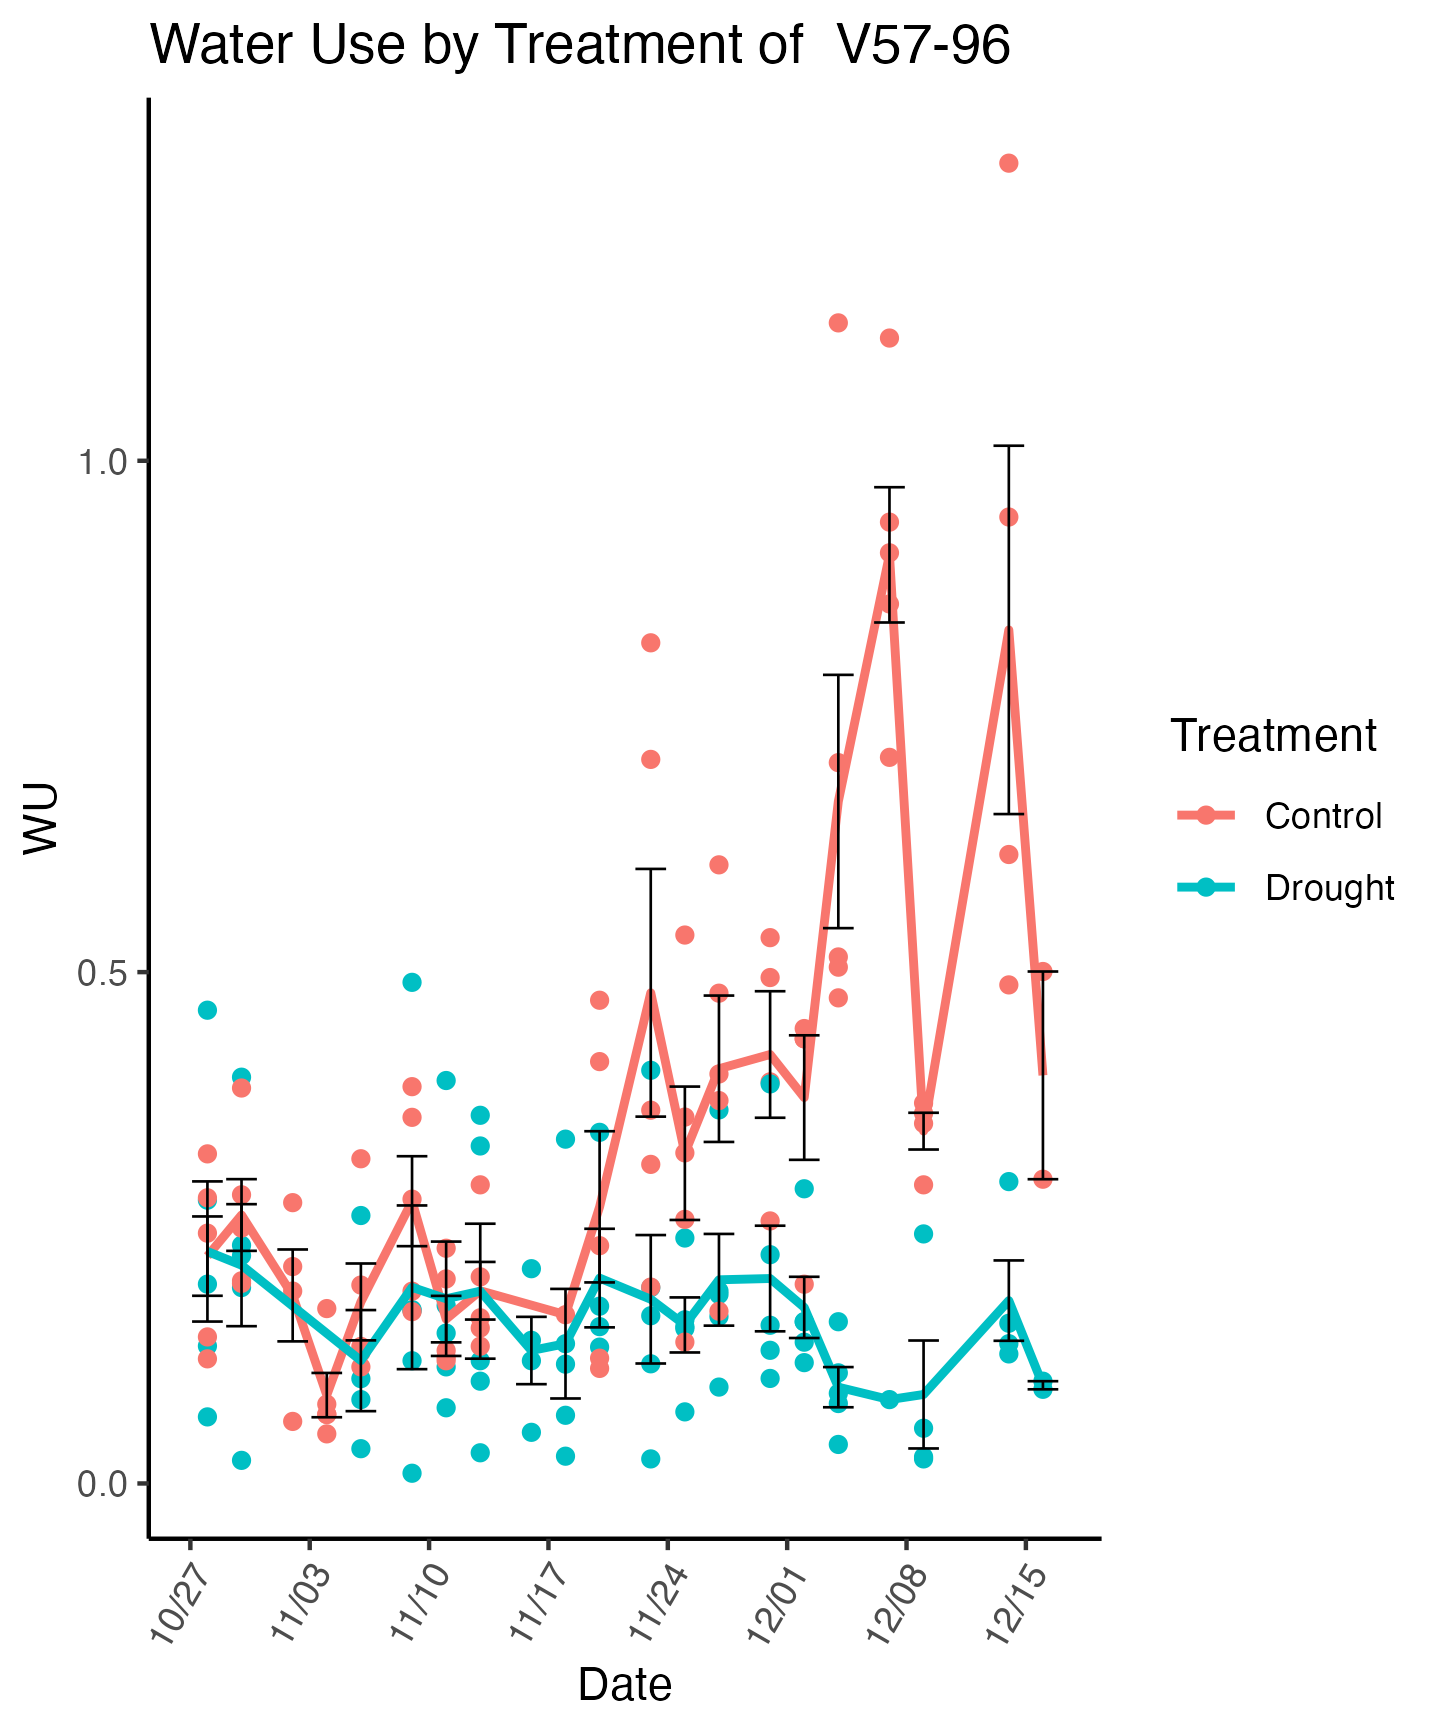 Water Use by Treatment of  V57-96
WU
1.0
0.5
0.0
10/27
11/03
11/10
11/17
11/24
12/01
12/08
12/15
Date
Treatment
Control
Drought